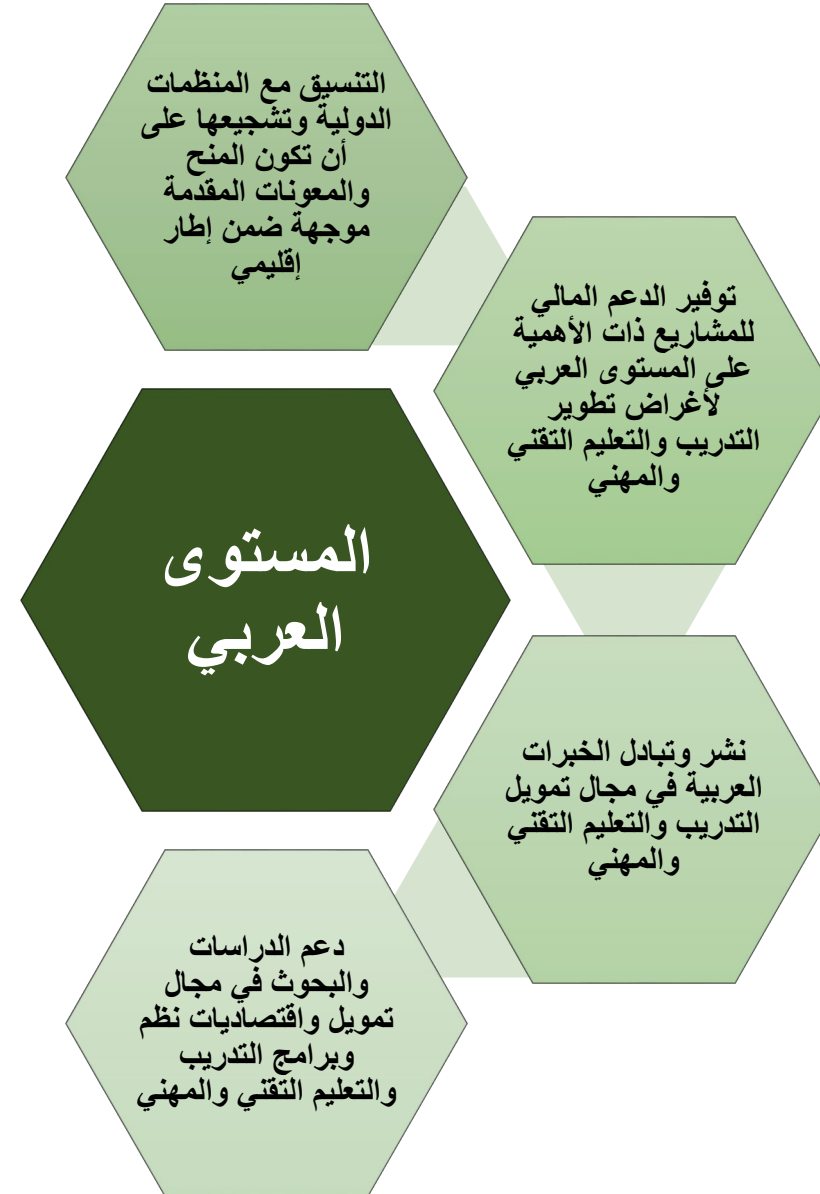 التنسيق مع المنظمات
الدولية وتشجيعها على
أن تكون المنح
والمعونات المقدمة
موجهة ضمن إطار
إقليمي
توفير الدعم المالي
للمشاريع ذات الأهمية
على المستوى العربي
لأغراض تطوير
التدريب والتعليم التقني
والمهني
المستوى
العربي
نشر وتبادل الخبرات
العربية في مجال تمويل
التدريب والتعليم التقني
والمهني
دعم الدراسات
والبحوث في مجال
تمويل واقتصاديات نظم
وبرامج التدريب
والتعليم التقني والمهني